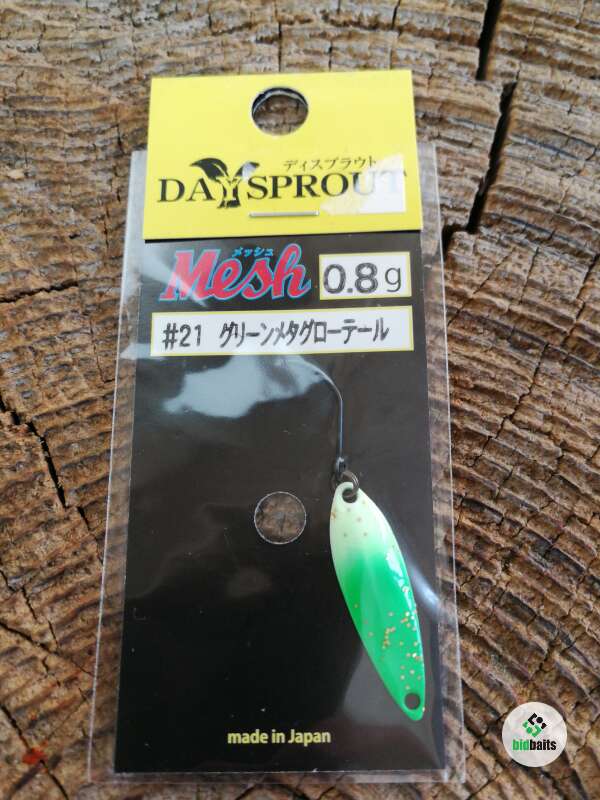 ディスプラウト
DAYSPROUT
メッシュ
Mesh 0.8g
#21 グリーンメタグローテール
made in Japan
bidbaits